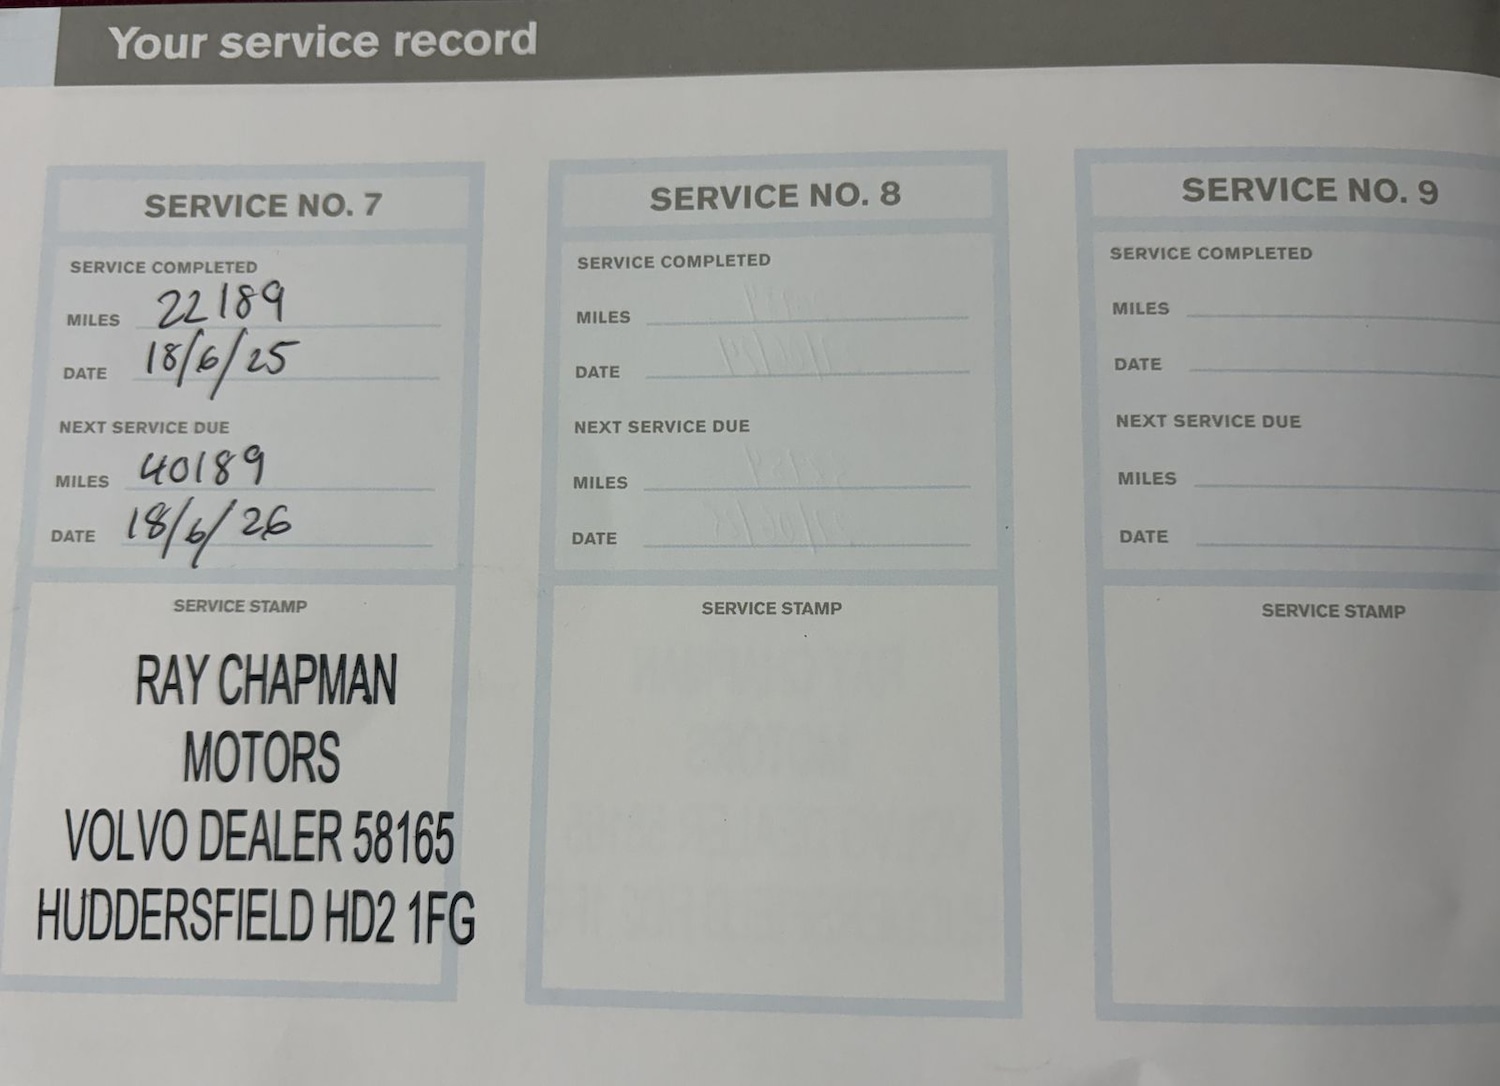 Your service record
SERVICE NO. 7
SERVICE COMPLETED
MILES 22189
DATE 18/6/25
NEXT SERVICE DUE
MILES 40189
DATE 18/6/26
SERVICE STAMP
RAY CHAPMAN
MOTORS
VOLVO DEALER 58165
HUDDERSFIELD HD2 1FG
SERVICE NO. 8
SERVICE COMPLETED
MILES
DATE
NEXT SERVICE DUE
MILES
DATE
SERVICE STAMP
SERVICE NO. 9
SERVICE COMPLETED
MILES
DATE
NEXT SERVICE DUE
MILES
DATE
SERVICE STAMP